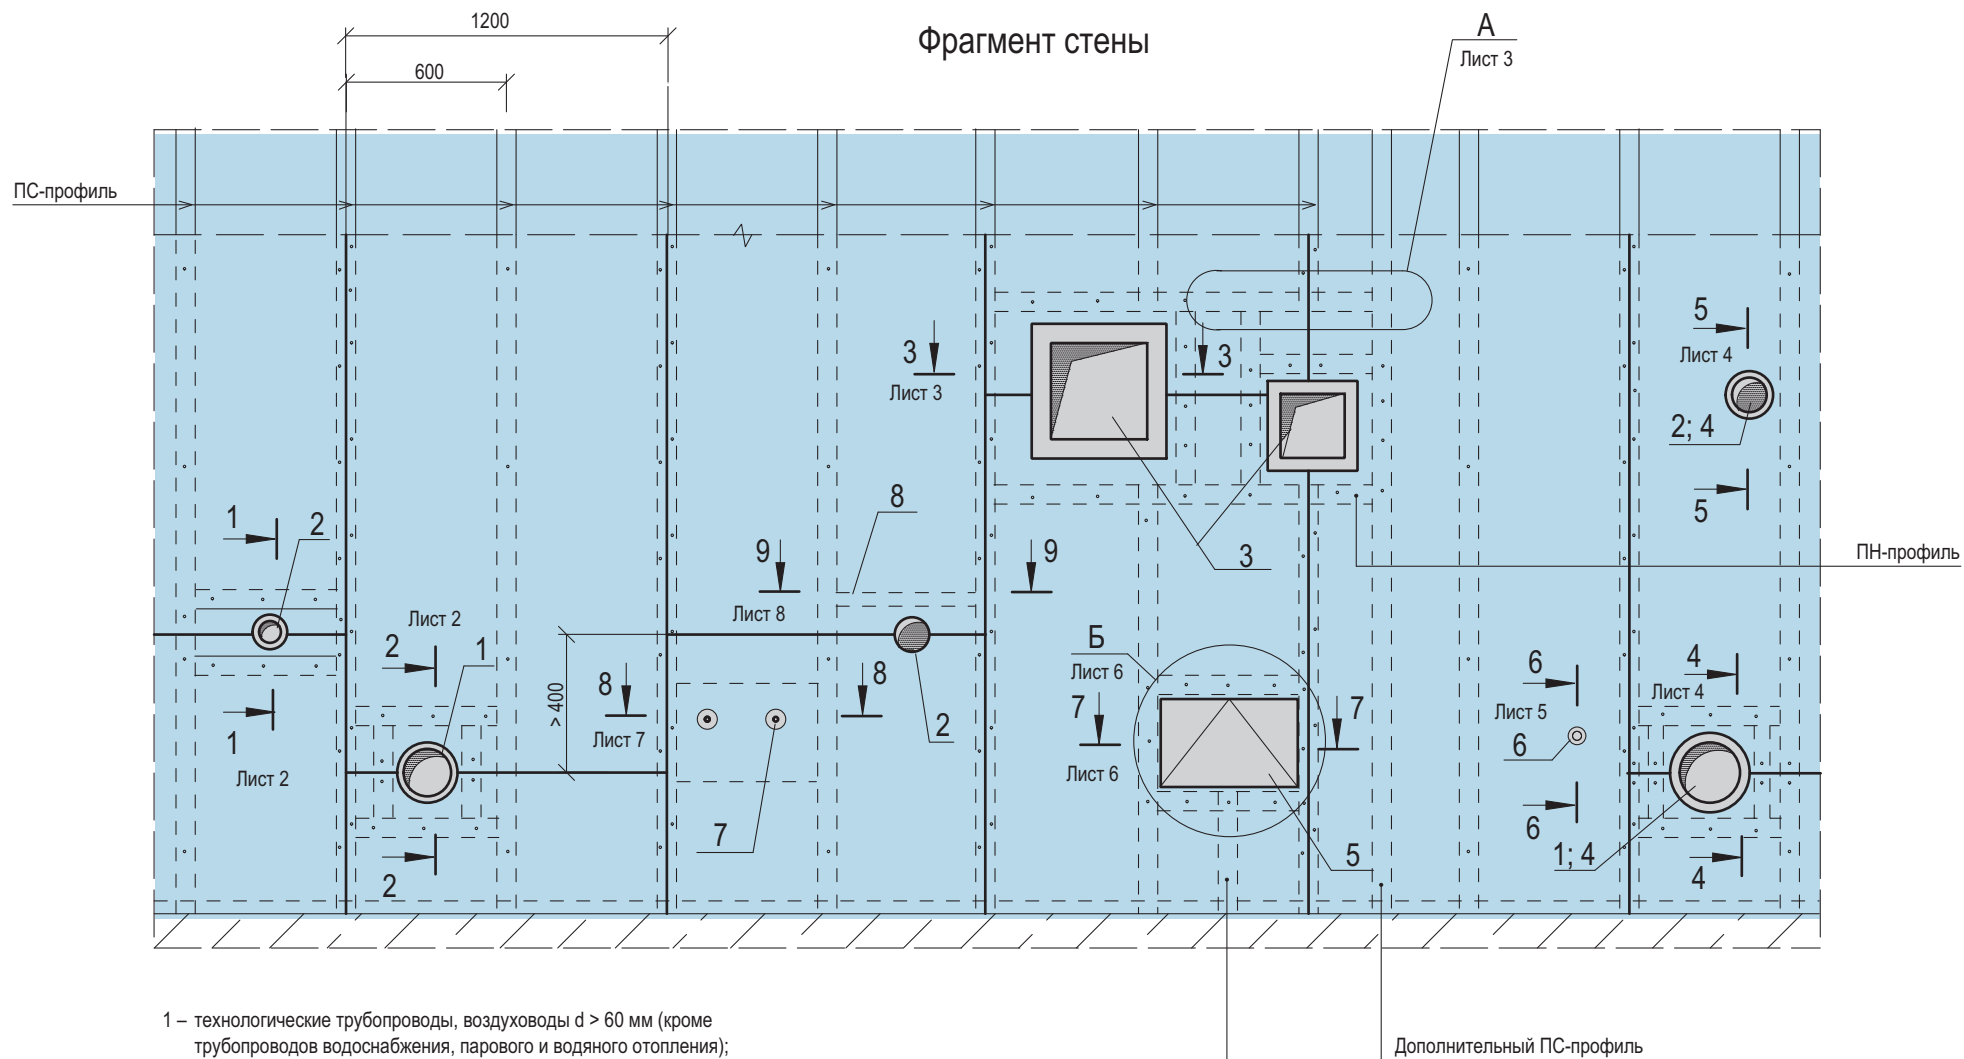 1200
Фрагмент стены
А
Лист 3
600
ПС-профиль
5
Лист 4
3
3
Лист 3
2; 4
8
5
1
2
9
9
3
ПН-профиль
Лист 2
Лист 8
Б
2
1
8
8
Лист 6
6
4
Лист 4
> 400
7
7
Лист 5
1
Лист 7
2
6
Лист 2
Лист 6
7
5
6
1; 4
2
4
1 – технологические трубопроводы, воздуховоды d > 60 мм (кроме
трубопроводов водоснабжения, парового и водяного отопления);
Дополнительный ПС-профиль